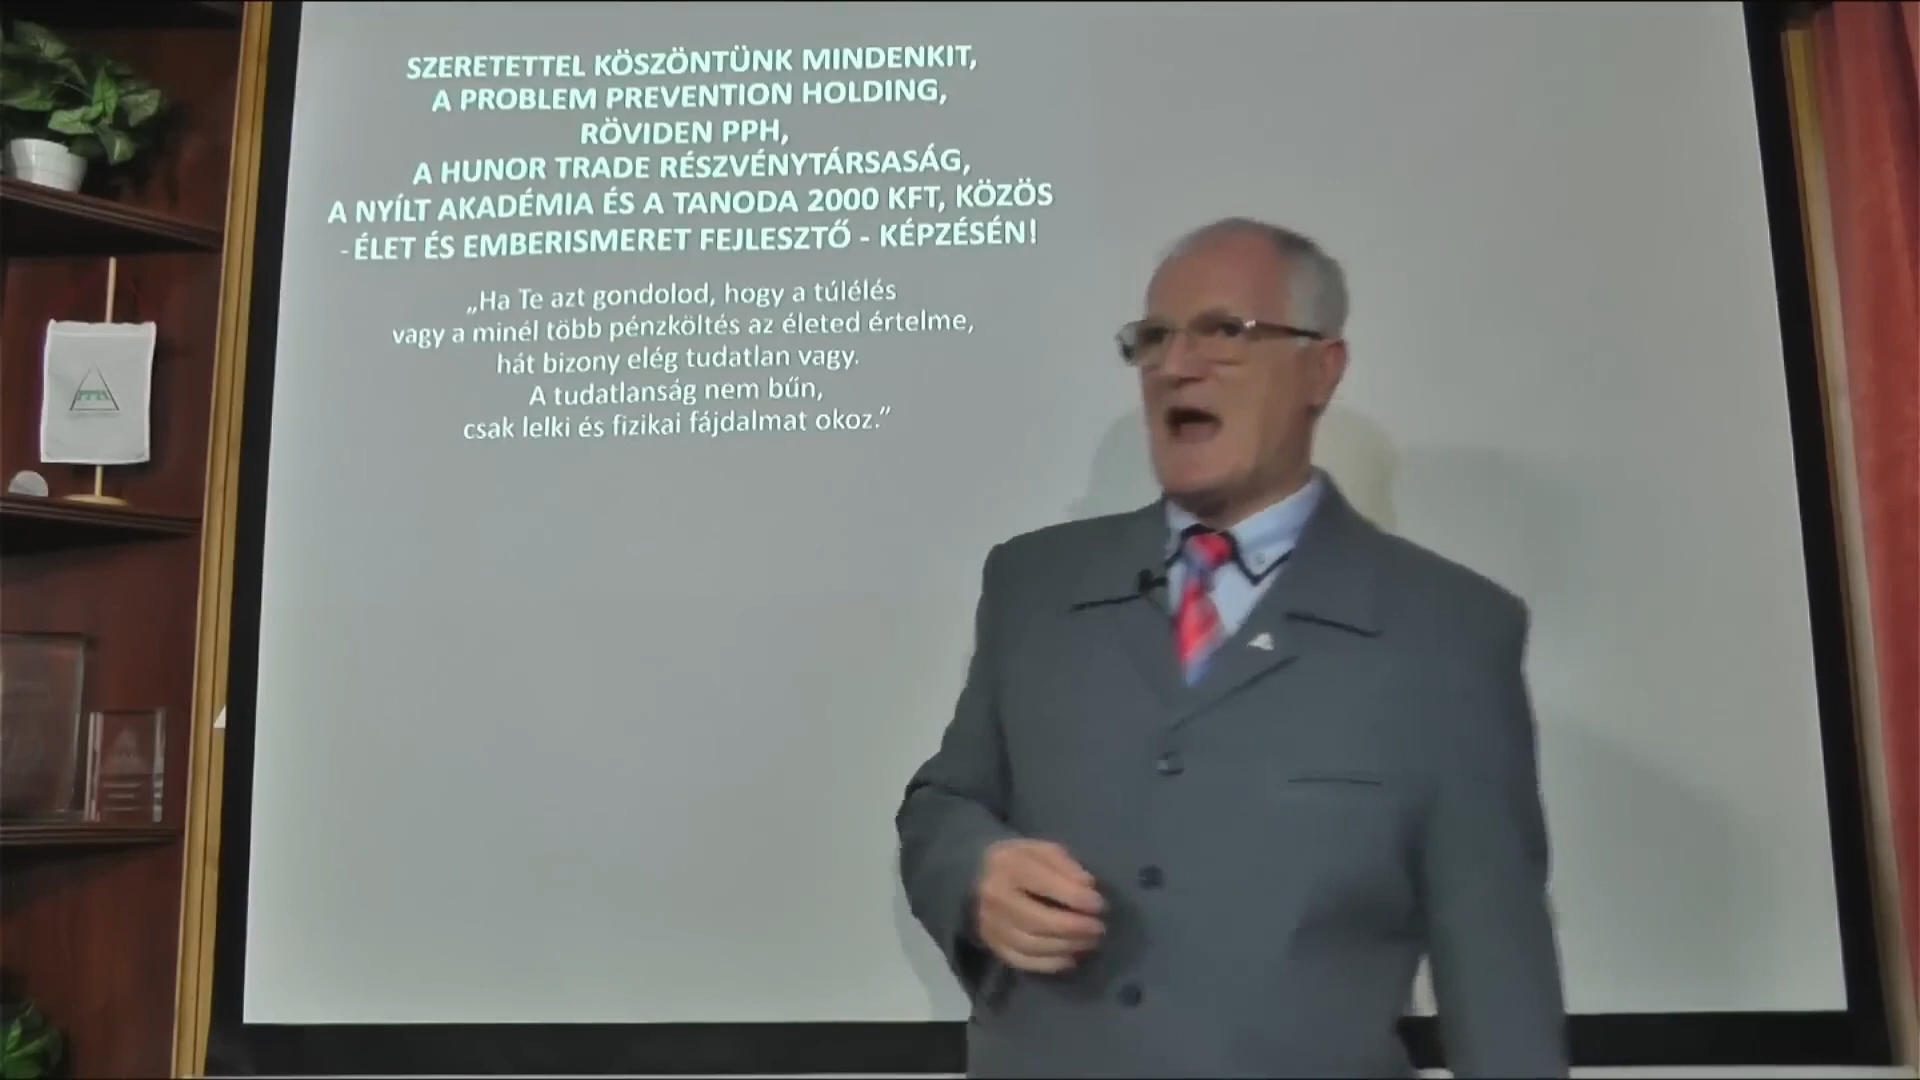 SZERETETTEL KÖSZÖNTÜNK MINDENKIT,
A PROBLEM PREVENTION HOLDING,
RÖVIDEN PPH,
A HUNOR TRADE RÉSZVÉNYTÁRSASÁG,
A NYÍLT AKADÉMIA ÉS A TANODA 2000 KFT, KÖZÖS
- ÉLET ÉS EMBERISMERET FEJLESZTŐ - KÉPZÉSÉN!
„Ha Te azt gondolod, hogy a túlélés
vagy a minél több pénzköltés az életed értelme,
hát bizony elég tudatlan vagy.
A tudatlanság nem bűn,
csak lelki és fizikai fájdalmat okoz.”